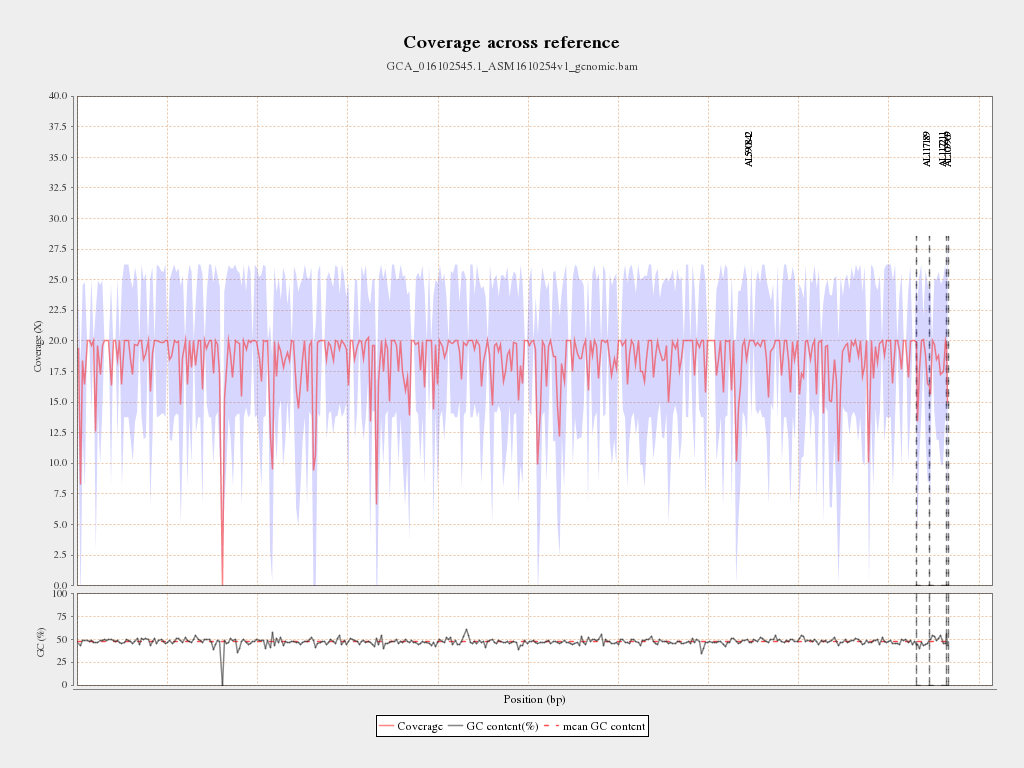 Coverage across reference
GCA_016102545.1_ASM1610254v1_genomic.bam
40.0
37.5
35.0
32.5
30.0
27.5
25.0
22.5
20.0
17.5
15.0
12.5
10.0
7.5
5.0
2.5
0.0
Coverage (X)
AL590842
AL117189
AL117211
AL109969
100
75
50
25
0
GC (%)
Position (bp)
Coverage GC content(%) mean GC content